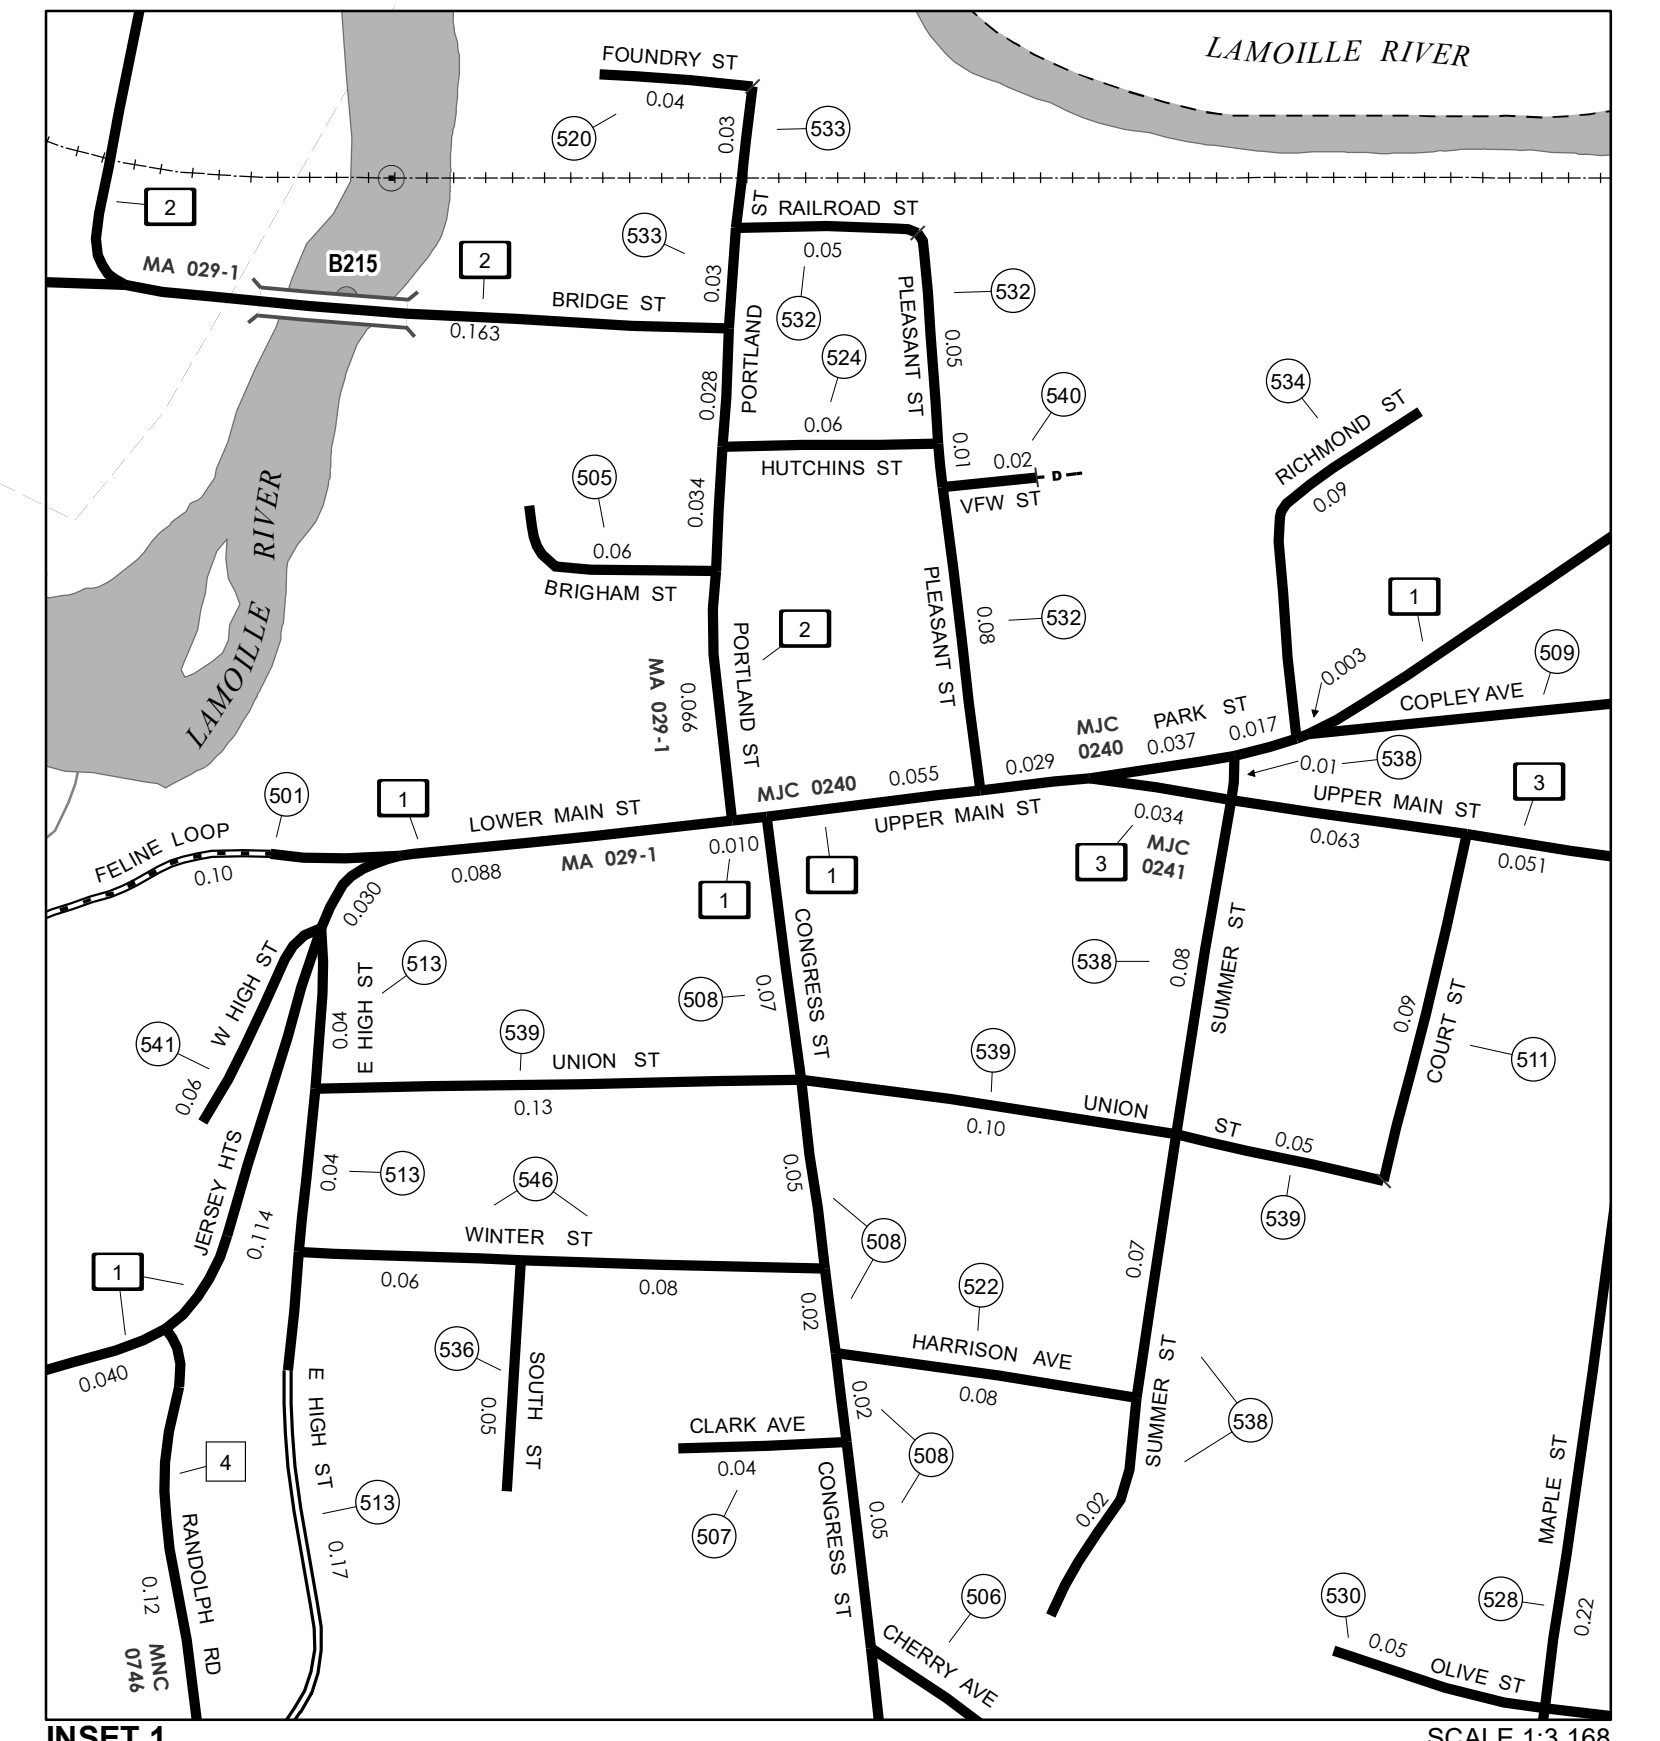 LAMOILLE RIVER
FOUNDRY ST
0.04
520
0.03
533
2
ST
RAILROAD ST
0.05
533
MA 029-1
B215
2
0.03
BRIDGE ST
0.163
532
PLEASANT ST
532
0.05
PORTLAND
524
0.028
0.06
HUTCHINS ST
540
0.01
0.02
D
VFW ST
534
RICHMOND ST
0.09
505
0.034
0.06
BRIGHAM ST
LAMOILLE RIVER
PLEASANT ST
0.08
532
2
1
PORTLAND ST
MA 029-1
0.066
0.003
509
COPLEY AVE
PARK ST
MJC
0240
0.037
0.017
0.029
0.01
538
3
501
1
LOWER MAIN ST
MJC 0240
0.055
UPPER MAIN ST
UPPER MAIN ST
0.034
0.063
FELINE LOOP
0.10
0.088
MA 029-1
0.010
1
1
3
MJC
0241
0.051
0.030
W HIGH ST
E HIGH ST
513
0.04
508
0.07
CONGRESS ST
538
0.08
SUMMER ST
0.09
COURT ST
511
541
0.06
539
UNION ST
0.13
539
UNION ST
0.10
0.05
539
JERSEY HTS
0.114
0.04
513
546
WINTER ST
0.06
0.08
0.05
508
0.02
0.07
1
0.040
522
HARRISON AVE
0.08
536
SOUTH ST
0.05
E HIGH ST
0.02
508
SUMMER ST
538
CLARK AVE
0.04
507
4
513
RANDOLPH RD
0.12
MNC
0746
0.17
CONGRESS ST
0.05
0.02
506
CHERRY AVE
MAPLE ST
528
0.22
530
0.05
OLIVE ST
INSET 1
SCALE 1:3,168